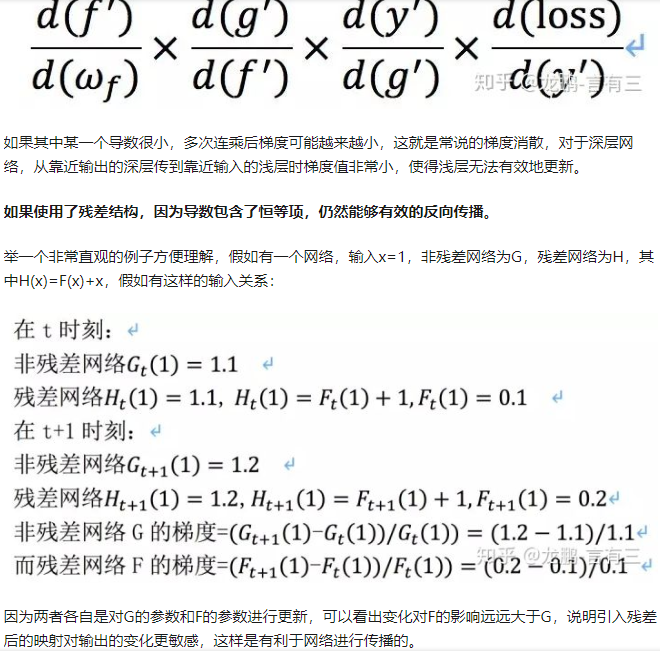 d(f′)/d(ω_f) × d(g′)/d(f′) × d(y′)/d(g′) × d(loss)/d(y′)
知乎 @龙鹏-言有三
如果其中某一个导数很小，多次连乘后梯度可能越来越小，这就是常说的梯度消散，对于深层网
络，从靠近输出的深层传到靠近输入的浅层时梯度值非常小，使得浅层无法有效地更新。
如果使用了残差结构，因为导数包含了恒等项，仍然能够有效的反向传播。
举一个非常直观的例子方便理解，假如有一个网络，输入x=1，非残差网络为G，残差网络为H，其
中H(x)=F(x)+x，假如有这样的输入关系：
在 t 时刻：
非残差网络G_t(1) = 1.1
残差网络H_t(1) = 1.1, H_t(1) = F_t(1) + 1, F_t(1) = 0.1
在 t+1 时刻：
非残差网络G_{t+1}(1) = 1.2
残差网络H_{t+1}(1) = 1.2, H_{t+1}(1) = F_{t+1}(1) + 1, F_{t+1}(1) = 0.2
非残差网络 G 的梯度=(G_{t+1}(1)−G_t(1))/G_t(1)) = (1.2 − 1.1)/1.1
而残差网络 F 的梯度=(F_{t+1}(1)−F_t(1))/F_t(1)) = (0.2 − 0.1)/0.1
知乎 @龙鹏-言有三
因为两者各自是对G的参数和F的参数进行更新，可以看出变化对F的影响远远大于G，说明引入残差
后的映射对输出的变化更敏感，这样是有利于网络进行传播的。